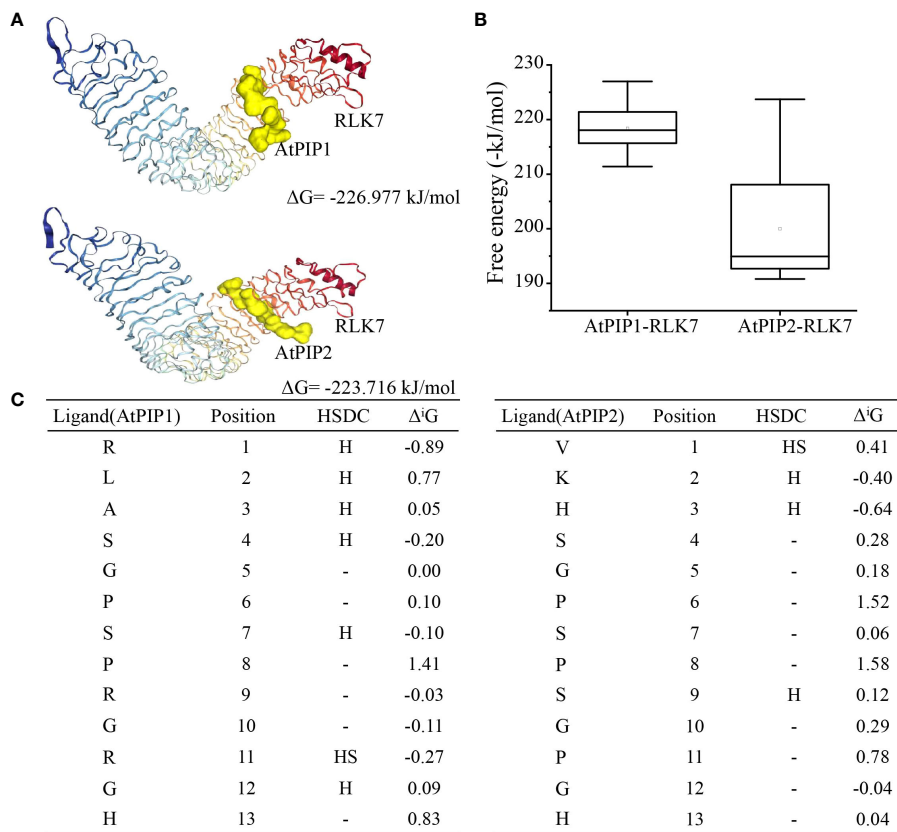 A
RLK7
AtPIP1
ΔG= -226.977 kJ/mol
RLK7
AtPIP2
ΔG= -223.716 kJ/mol
B
Free energy (-kJ/mol)
230
220
210
200
190
AtPIP1-RLK7 AtPIP2-RLK7
C
Ligand(AtPIP1) Position HSDC ΔⁱG
R 1 H -0.89
L 2 H 0.77
A 3 H 0.05
S 4 H -0.20
G 5 - 0.00
P 6 - 0.10
S 7 H -0.10
P 8 - 1.41
R 9 - -0.03
G 10 - -0.11
R 11 HS -0.27
G 12 H 0.09
H 13 - 0.83
Ligand(AtPIP2) Position HSDC ΔⁱG
V 1 HS 0.41
K 2 H -0.40
H 3 H -0.64
S 4 - 0.28
G 5 - 0.18
P 6 - 1.52
S 7 - 0.06
P 8 - 1.58
S 9 H 0.12
G 10 - 0.29
P 11 - 0.78
G 12 - -0.04
H 13 - 0.04